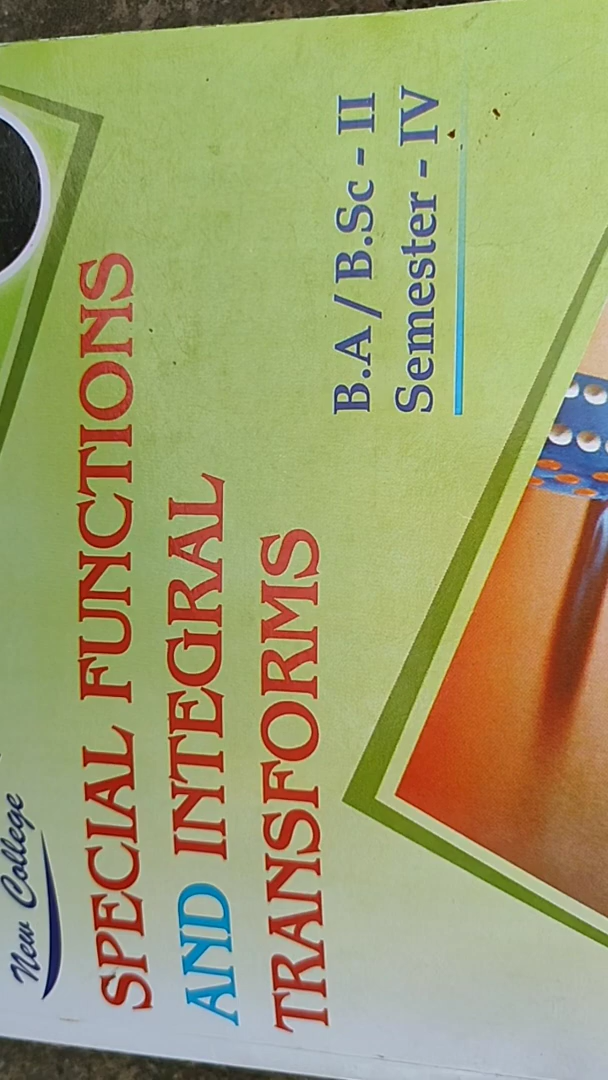 New College
SPECIAL FUNCTIONS
AND INTEGRAL
TRANSFORMS
B.A / B.Sc - II
Semester - IV